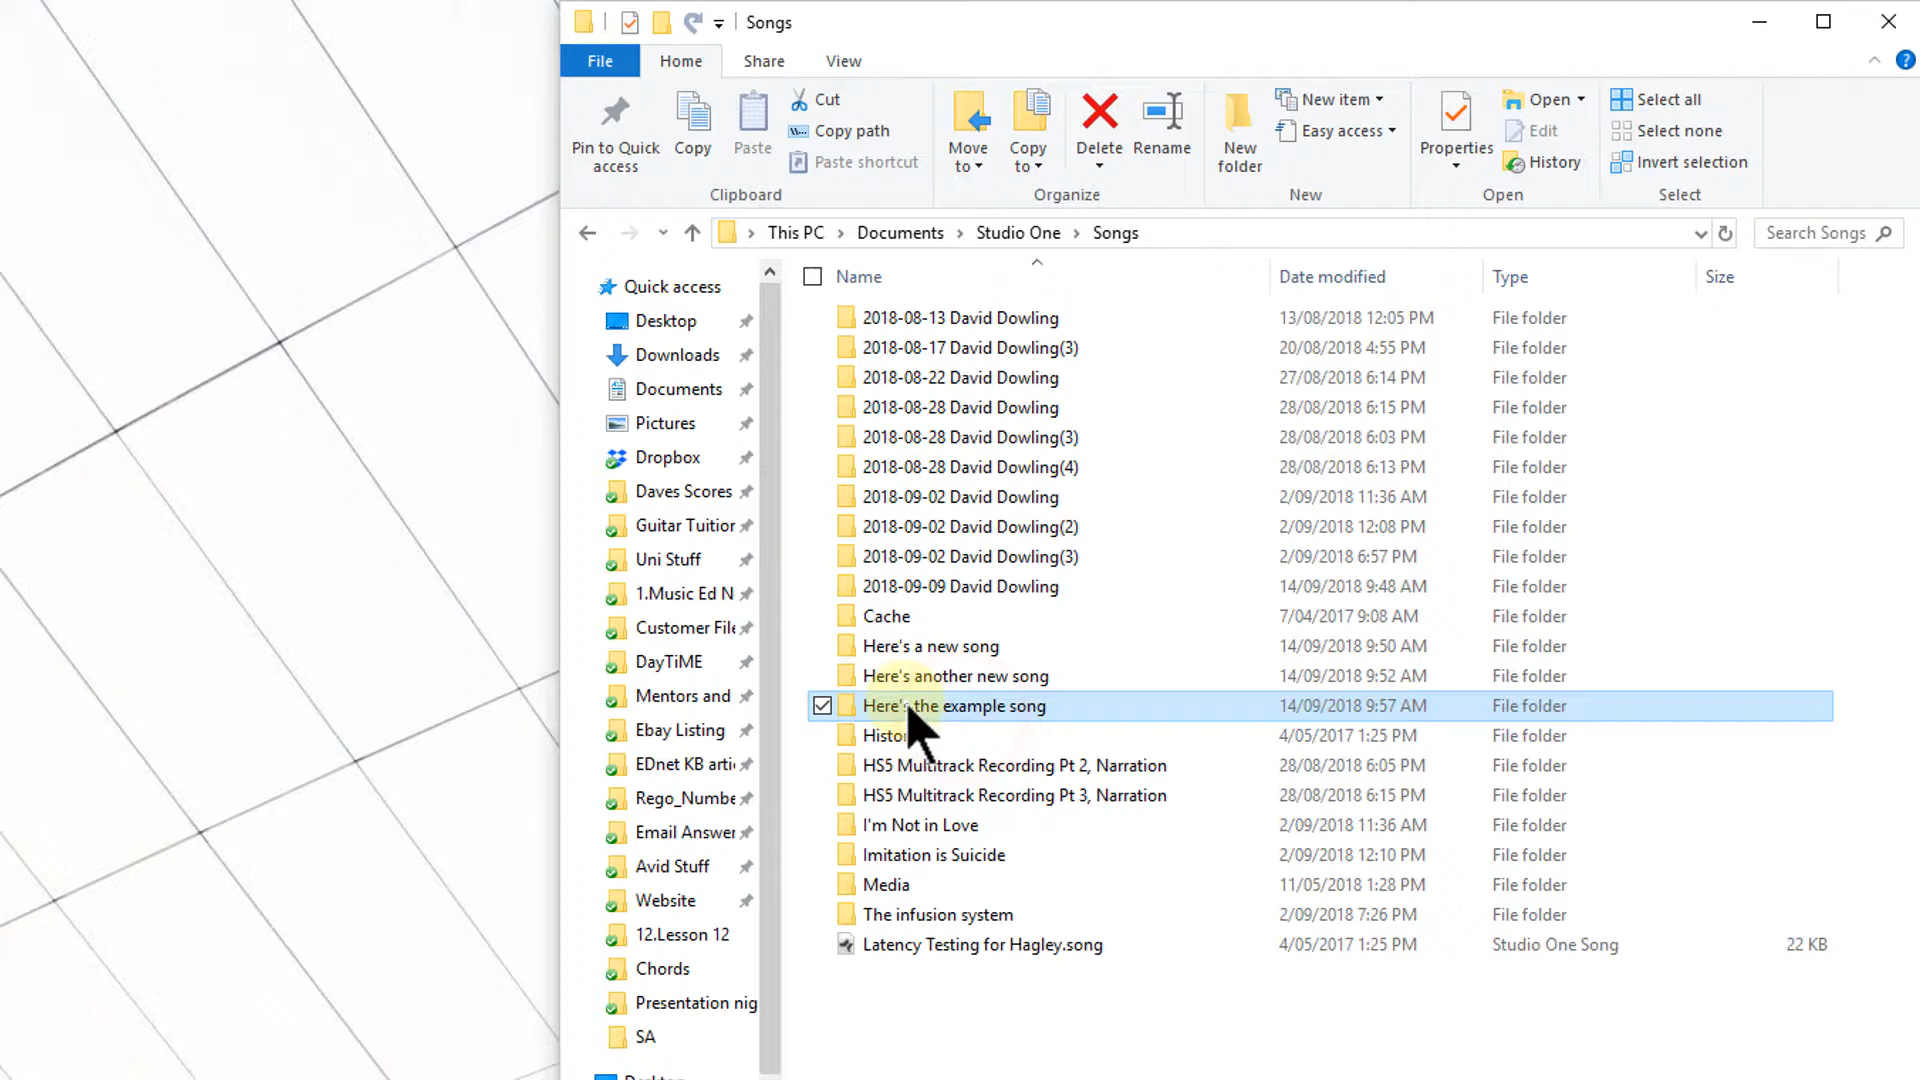 Songs
File Home Share View
Pin to Quick access
Copy
Paste
Cut
Copy path
Paste shortcut
Clipboard
Move to
Copy to
Delete
Rename
Organize
New folder
New item
Easy access
New
Properties
Open
Edit
History
Open
Select all
Select none
Invert selection
Select
This PC Documents Studio One Songs
Search Songs
Quick access
Desktop
Downloads
Documents
Pictures
Dropbox
Daves Scores
Guitar Tuition
Uni Stuff
1.Music Ed N
Customer File
DayTiME
Mentors and
Ebay Listing
EDnet KB arti
Rego_Numbe
Email Answer
Avid Stuff
Website
12.Lesson 12
Chords
Presentation nig
SA
Name Date modified Type Size
2018-08-13 David Dowling 13/08/2018 12:05 PM File folder
2018-08-17 David Dowling(3) 20/08/2018 4:55 PM File folder
2018-08-22 David Dowling 27/08/2018 6:14 PM File folder
2018-08-28 David Dowling 28/08/2018 6:15 PM File folder
2018-08-28 David Dowling(3) 28/08/2018 6:03 PM File folder
2018-08-28 David Dowling(4) 28/08/2018 6:13 PM File folder
2018-09-02 David Dowling 2/09/2018 11:36 AM File folder
2018-09-02 David Dowling(2) 2/09/2018 12:08 PM File folder
2018-09-02 David Dowling(3) 2/09/2018 6:57 PM File folder
2018-09-09 David Dowling 14/09/2018 9:48 AM File folder
Cache 7/04/2017 9:08 AM File folder
Here's a new song 14/09/2018 9:50 AM File folder
Here's another new song 14/09/2018 9:52 AM File folder
Here's the example song 14/09/2018 9:57 AM File folder
Histor 4/05/2017 1:25 PM File folder
HS5 Multitrack Recording Pt 2, Narration 28/08/2018 6:05 PM File folder
HS5 Multitrack Recording Pt 3, Narration 28/08/2018 6:15 PM File folder
I'm Not in Love 2/09/2018 11:36 AM File folder
Imitation is Suicide 2/09/2018 12:10 PM File folder
Media 11/05/2018 1:28 PM File folder
The infusion system 2/09/2018 7:26 PM File folder
Latency Testing for Hagley.song 4/05/2017 1:25 PM Studio One Song 22 KB